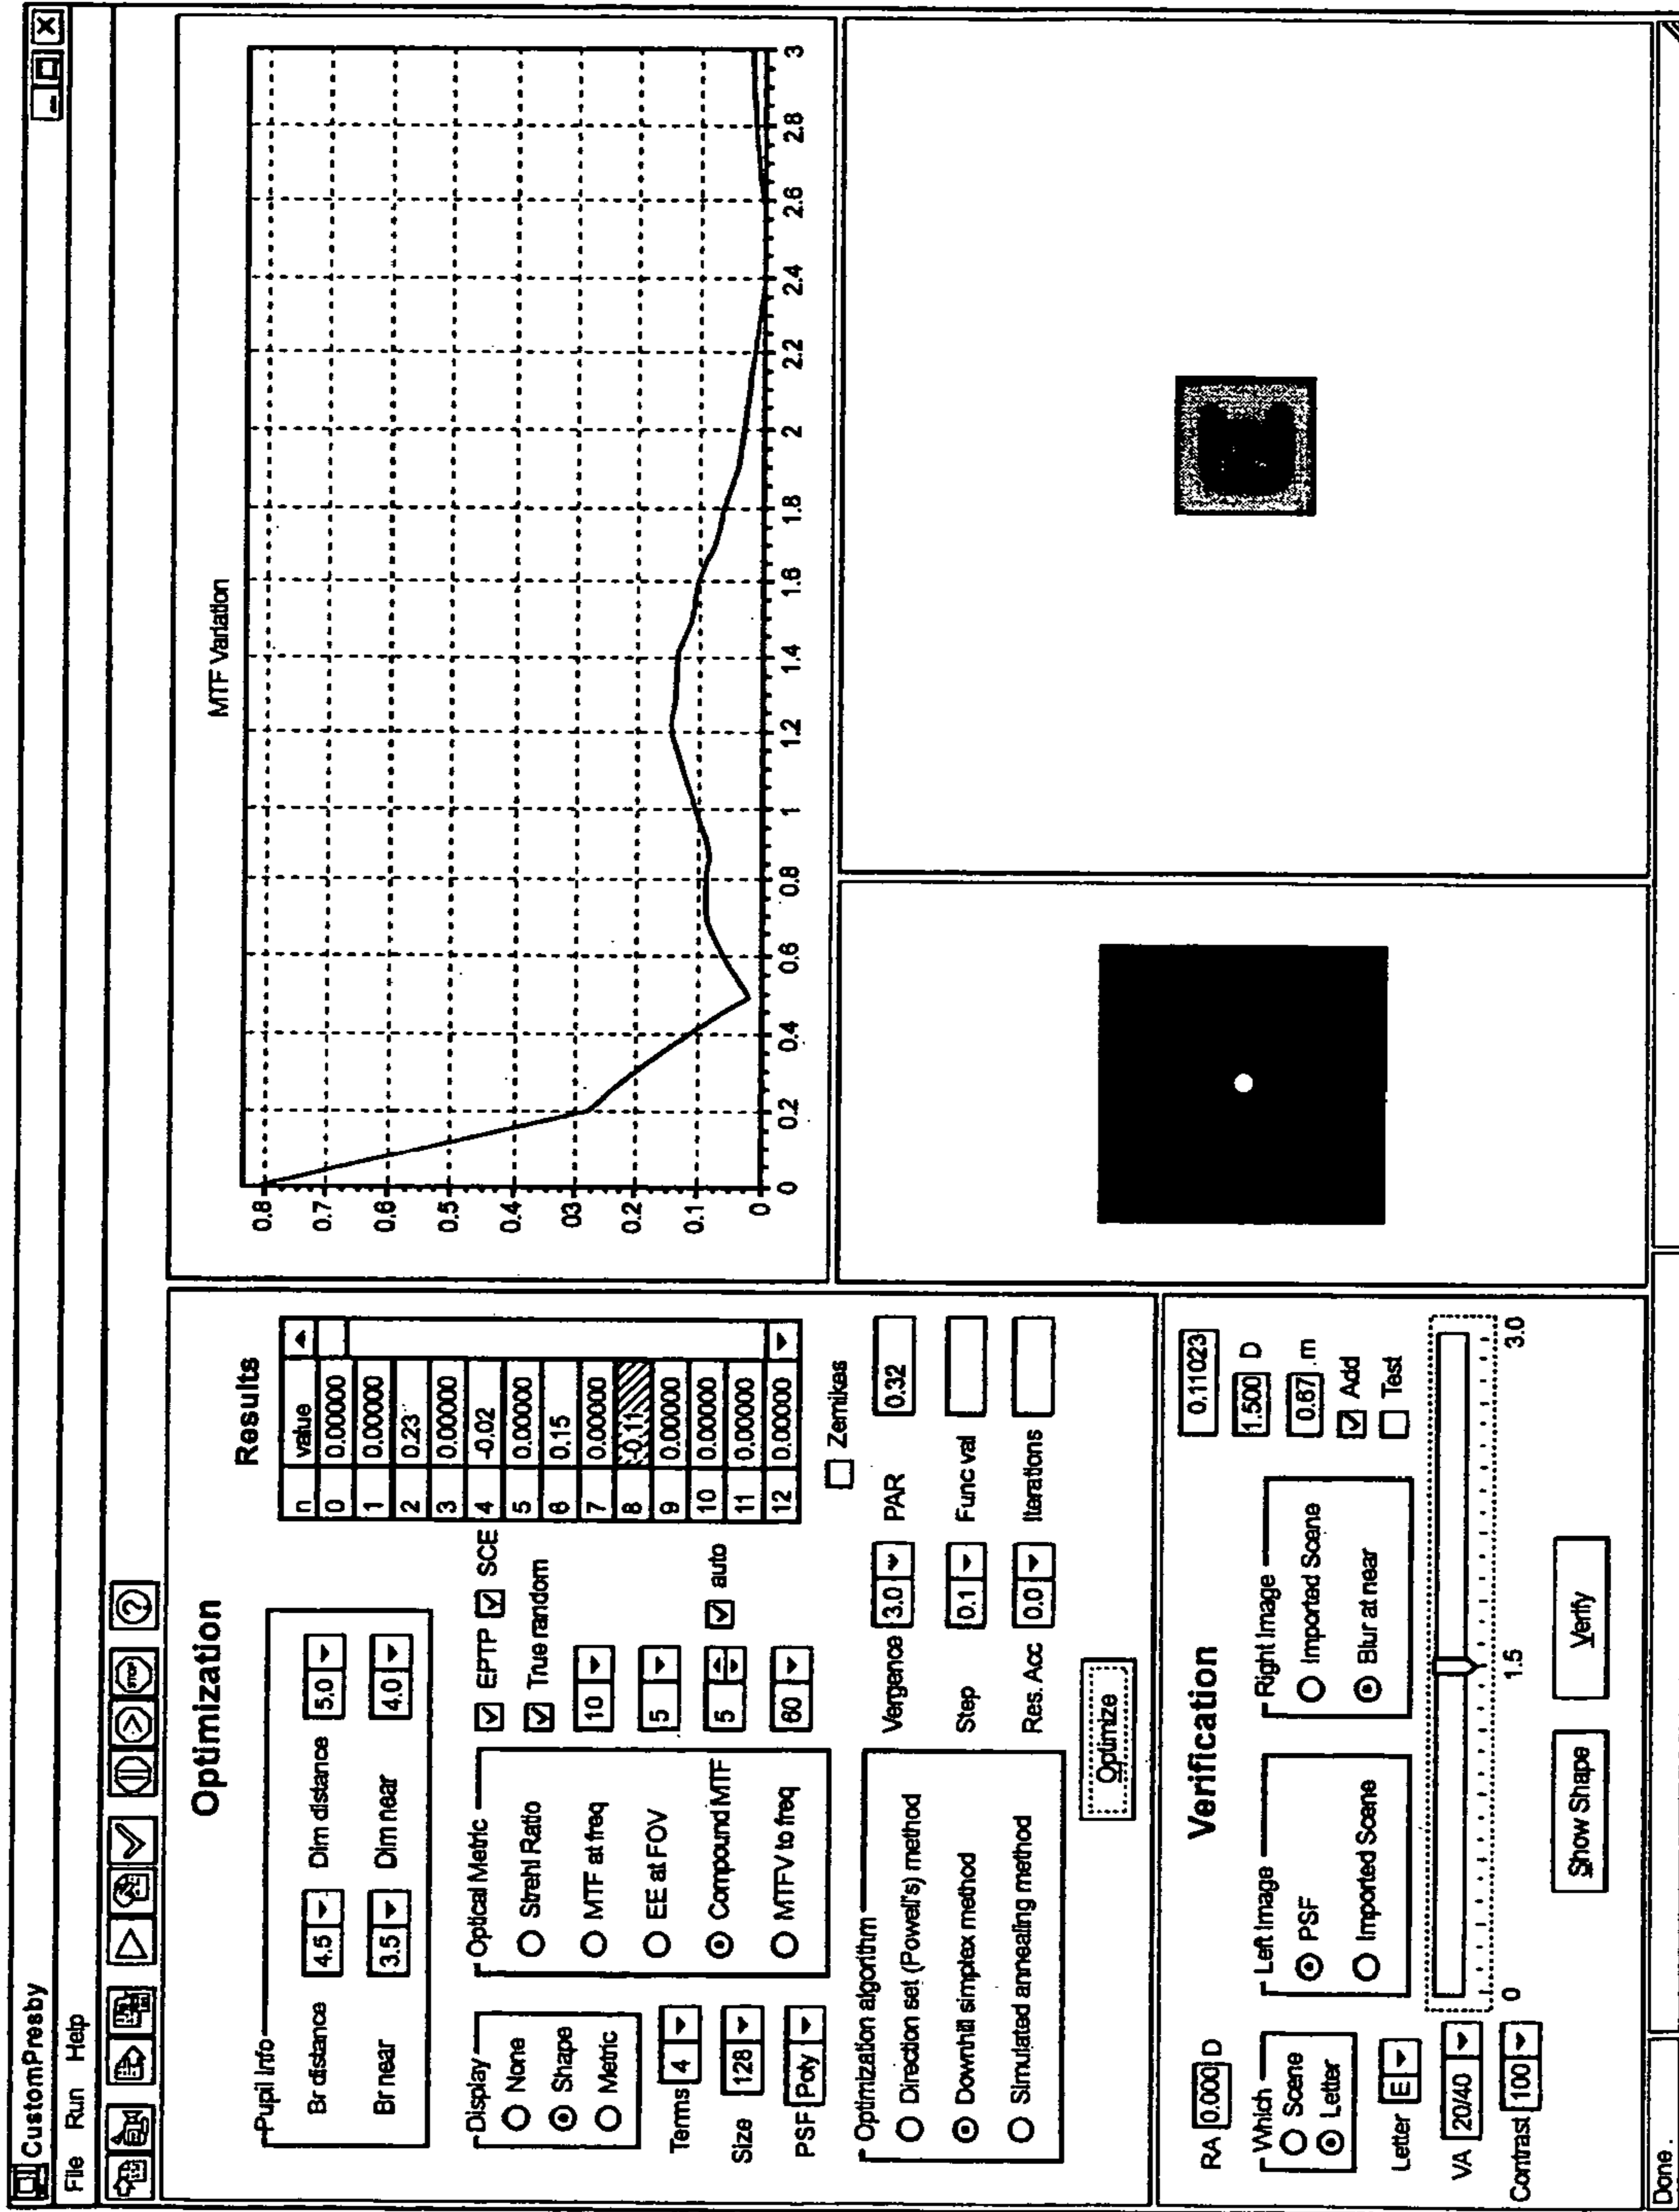 CustomPresby
File Run Help
STOP ?
Optimization
Pupil Info
Br distance 4.5 Dim distance 5.0
Br near 3.5 Dim near 4.0
Display
None
Shape
Metric
Terms 4
Size 128
PSF Poly
Optical Metric
Strehl Ratio
MTF at freq
EE at FOV
Compound MTF
MTFV to freq
EPTP SCE
True random
10
5
5 auto
60
Results
n value
0 0.00000
1 0.00000
2 0.23
3 0.00000
4 -0.02
5 0.00000
6 0.15
7 0.00000
8 -0.11
9 0.00000
10 0.00000
11 0.00000
12 0.00000
Zernikes
Optimization algorithm
Direction set (Powell's) method
Downhill simplex method
Simulated annealing method
Vergence 3.0 PAR 0.32
Step 0.1 Func val
Res. Acc 0.0 Iterations
Optimize
MTF Variation
0.8
0.7
0.6
0.5
0.4
03
0.2
0.1
0
0 0.2 0.4 0.6 0.8 1 1.2 1.4 1.6 1.8 2 2.2 2.4 2.6 2.8 3
Verification
RA 0.000 D
Which
Scene
Letter
Letter E
VA 20/40
Contrast 100
Left Image
PSF
Imported Scene
Right Image
Imported Scene
Blur at near
0.11023
1.500 D
0.67 m
Add
Test
0 1.5 3.0
Show Shape Verify
Done.